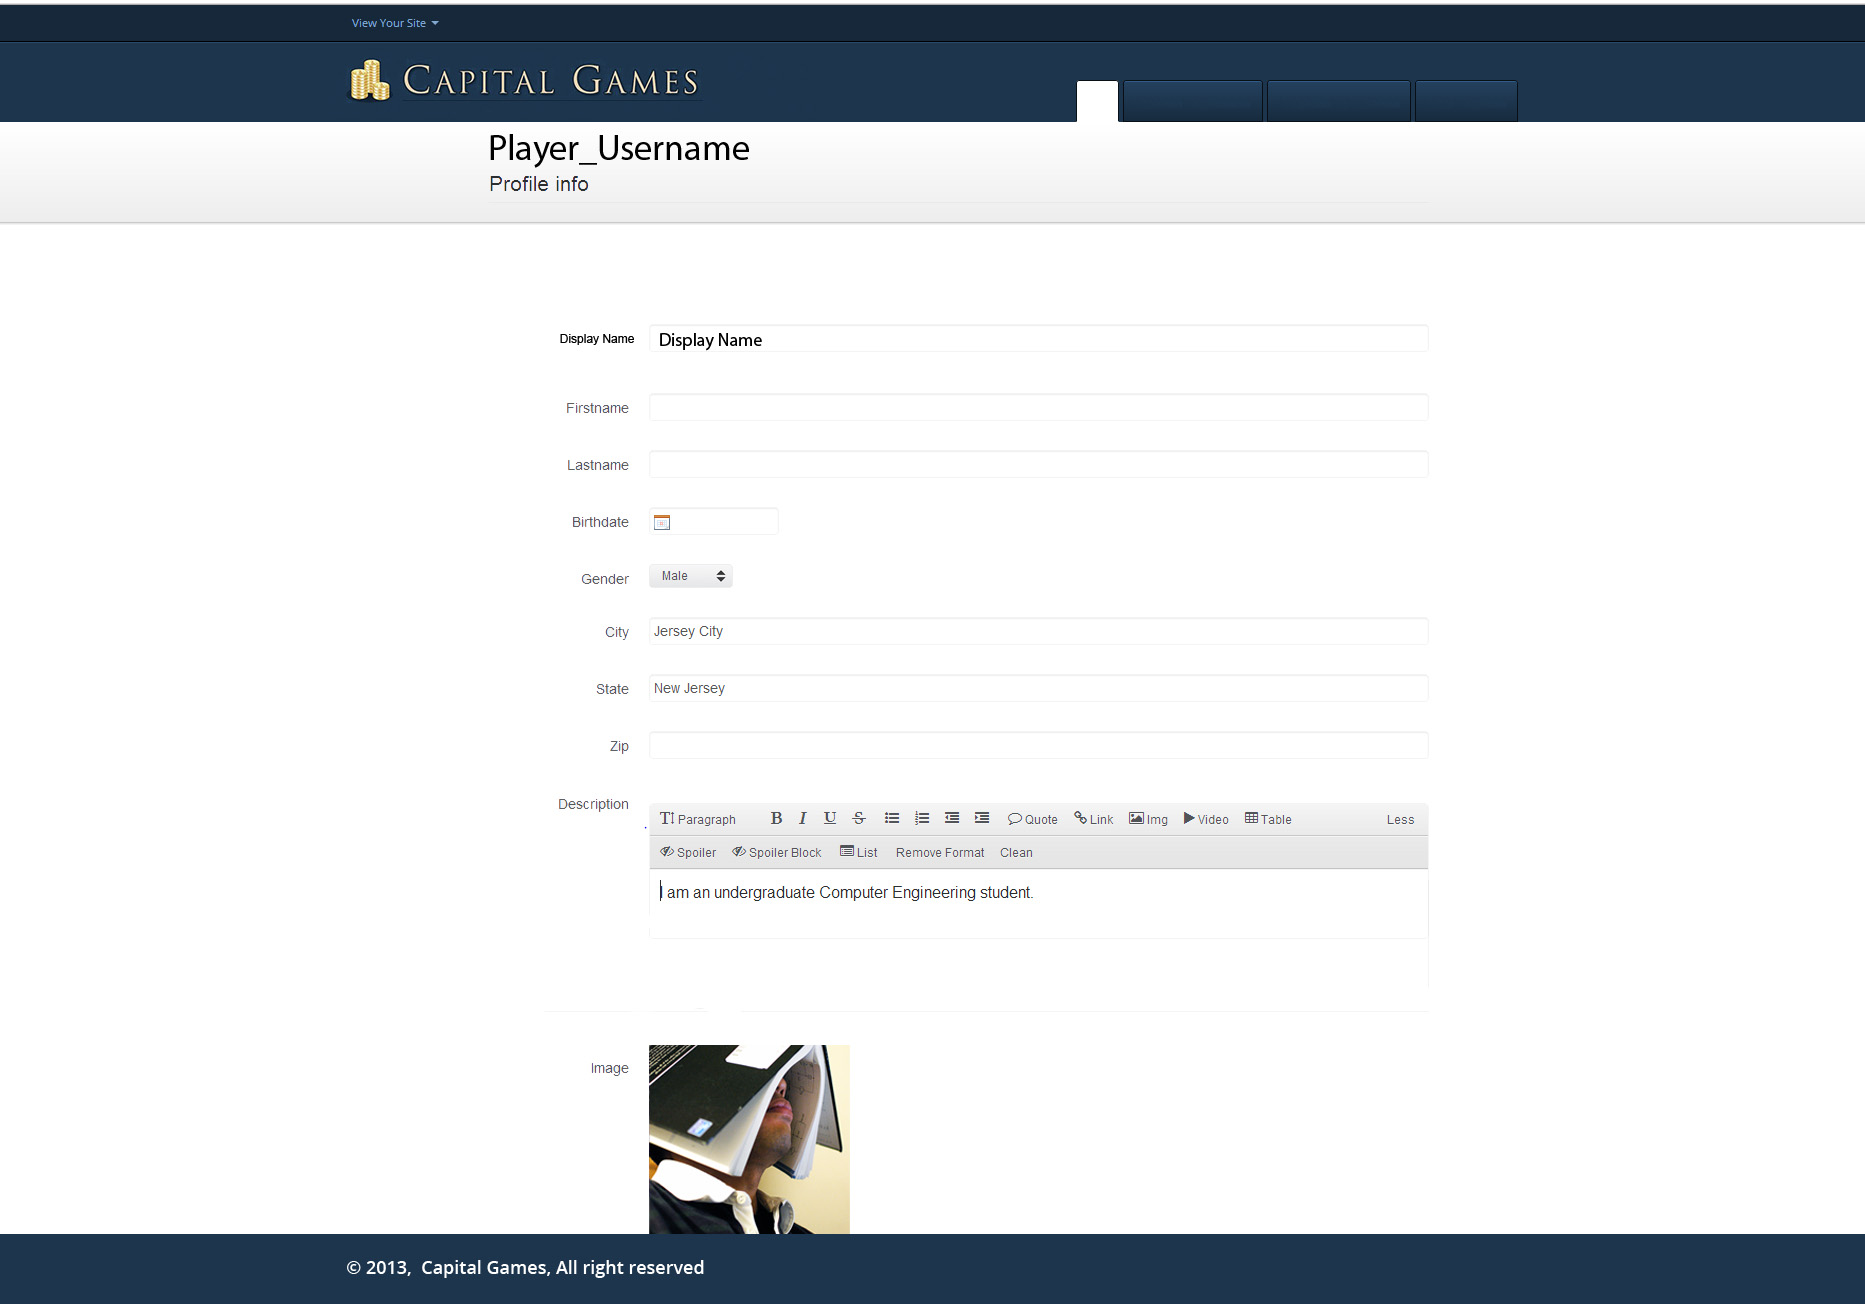 View Your Site
CAPITAL GAMES
Player_Username
Profile info
Display Name Display Name
Firstname
Lastname
Birthdate
Gender Male
City Jersey City
State New Jersey
Zip
Description
Paragraph B I U S Quote Link Img Video Table Less
Spoiler Spoiler Block List Remove Format Clean
I am an undergraduate Computer Engineering student.
Image
© 2013, Capital Games, All right reserved